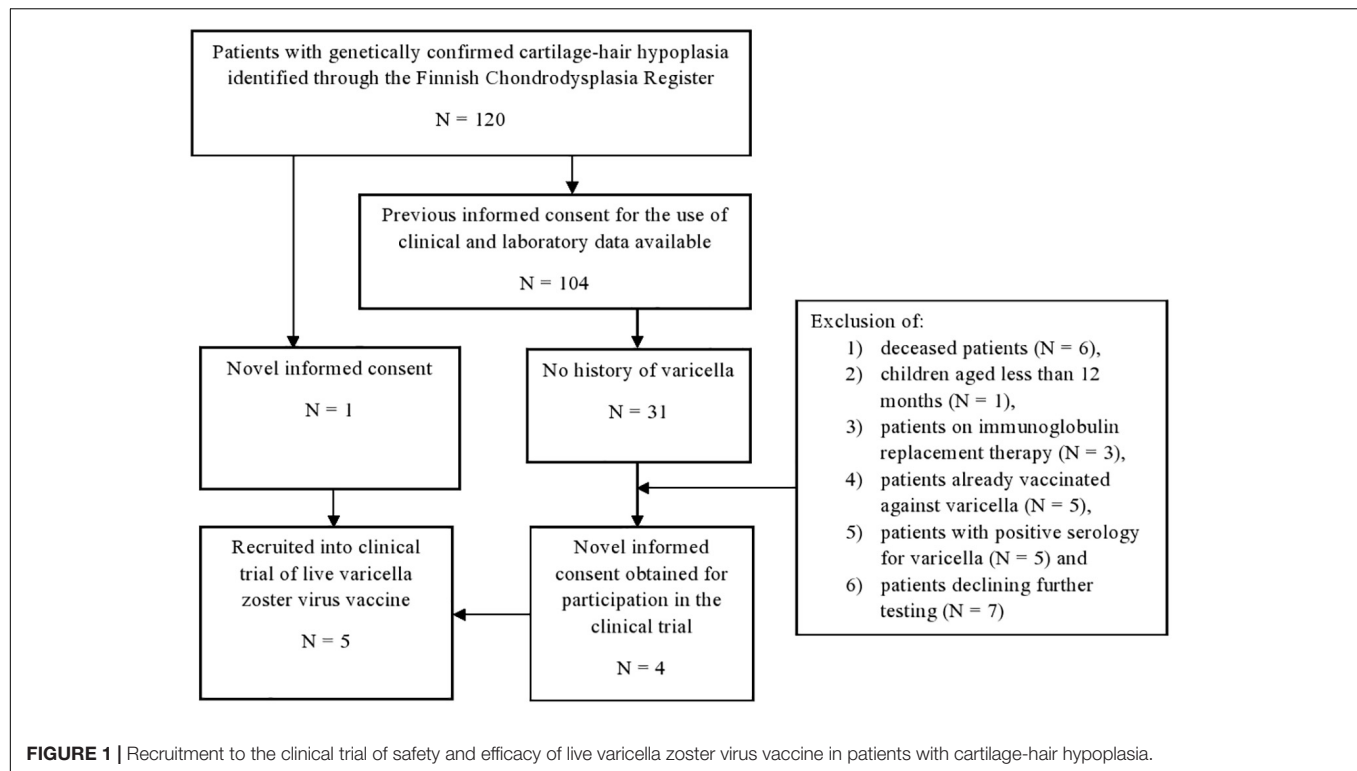 Patients with genetically confirmed cartilage-hair hypoplasia
identified through the Finnish Chondrodysplasia Register
N = 120
Previous informed consent for the use of
clinical and laboratory data available
N = 104
Novel informed consent
N = 1
No history of varicella
N = 31
Exclusion of:
1) deceased patients (N = 6),
2) children aged less than 12
months (N = 1),
3) patients on immunoglobulin
replacement therapy (N = 3),
4) patients already vaccinated
against varicella (N = 5),
5) patients with positive serology
for varicella (N = 5) and
6) patients declining further
testing (N = 7)
Recruited into clinical
trial of live varicella
zoster virus vaccine
N = 5
Novel informed
consent obtained for
participation in the
clinical trial
N = 4
FIGURE 1 | Recruitment to the clinical trial of safety and efficacy of live varicella zoster virus vaccine in patients with cartilage-hair hypoplasia.